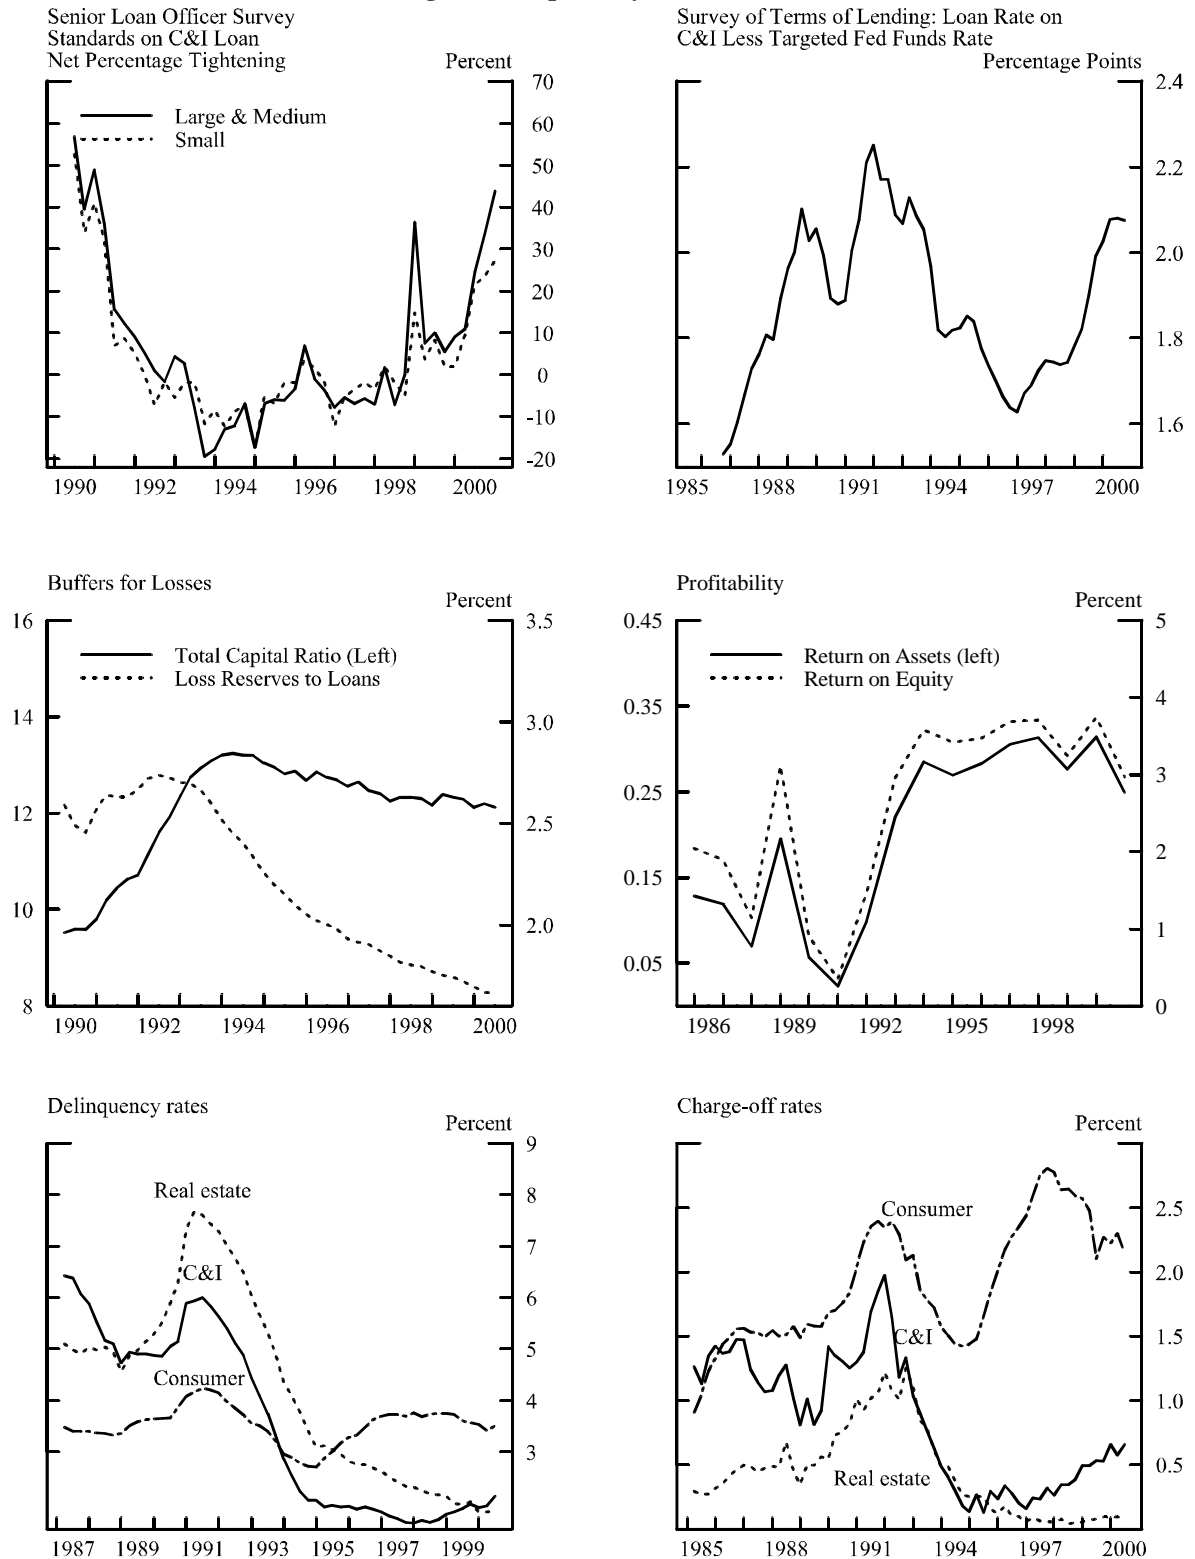 Senior Loan Officer Survey
Standards on C&I Loan
Net Percentage Tightening
Percent
Large & Medium
Small
70
60
50
40
30
20
10
0
-10
-20
1990 1992 1994 1996 1998 2000
Survey of Terms of Lending: Loan Rate on
C&I Less Targeted Fed Funds Rate
Percentage Points
2.4
2.2
2.0
1.8
1.6
1985 1988 1991 1994 1997 2000
Buffers for Losses
Percent
Total Capital Ratio (Left)
Loss Reserves to Loans
16
14
12
10
8
3.5
3.0
2.5
2.0
1990 1992 1994 1996 1998 2000
Profitability
Percent
Return on Assets (left)
Return on Equity
0.45
0.35
0.25
0.15
0.05
5
4
3
2
1
0
1986 1989 1992 1995 1998
Delinquency rates
Percent
Real estate
C&I
Consumer
9
8
7
6
5
4
3
1987 1989 1991 1993 1995 1997 1999
Charge-off rates
Percent
Consumer
C&I
Real estate
2.5
2.0
1.5
1.0
0.5
1985 1988 1991 1994 1997 2000